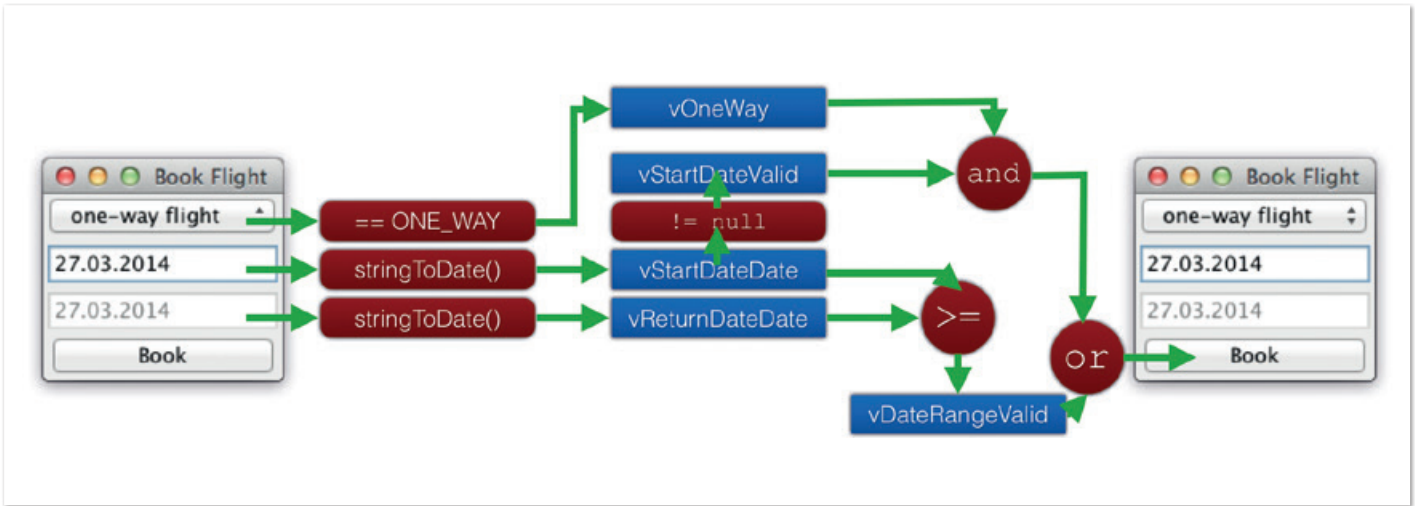 Book Flight
one-way flight
27.03.2014
27.03.2014
Book
== ONE_WAY
stringToDate()
stringToDate()
vOneWay
vStartDateValid
!= null
vStartDateDate
vReturnDateDate
and
>=
vDateRangeValid
or
Book Flight
one-way flight
27.03.2014
27.03.2014
Book